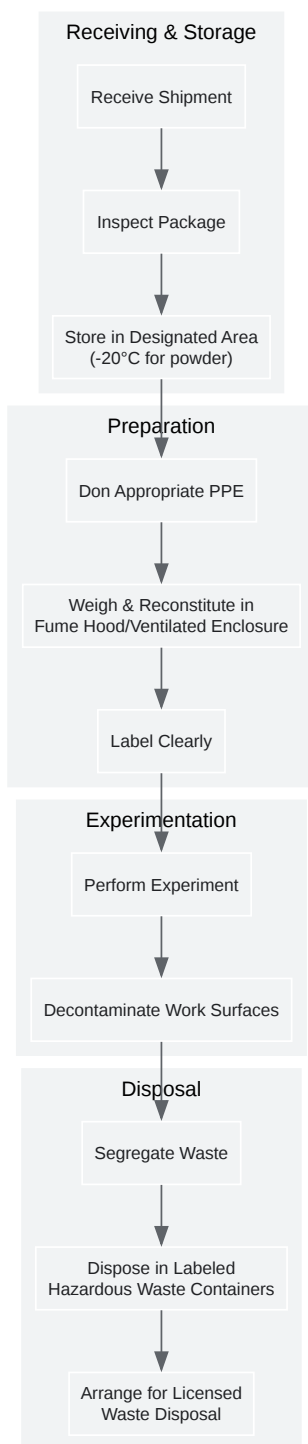 Receiving & Storage
Receive Shipment
Inspect Package
Store in Designated Area
(-20°C for powder)
Preparation
Don Appropriate PPE
Weigh & Reconstitute in
Fume Hood/Ventilated Enclosure
Label Clearly
Experimentation
Perform Experiment
Decontaminate Work Surfaces
Disposal
Segregate Waste
Dispose in Labeled
Hazardous Waste Containers
Arrange for Licensed
Waste Disposal